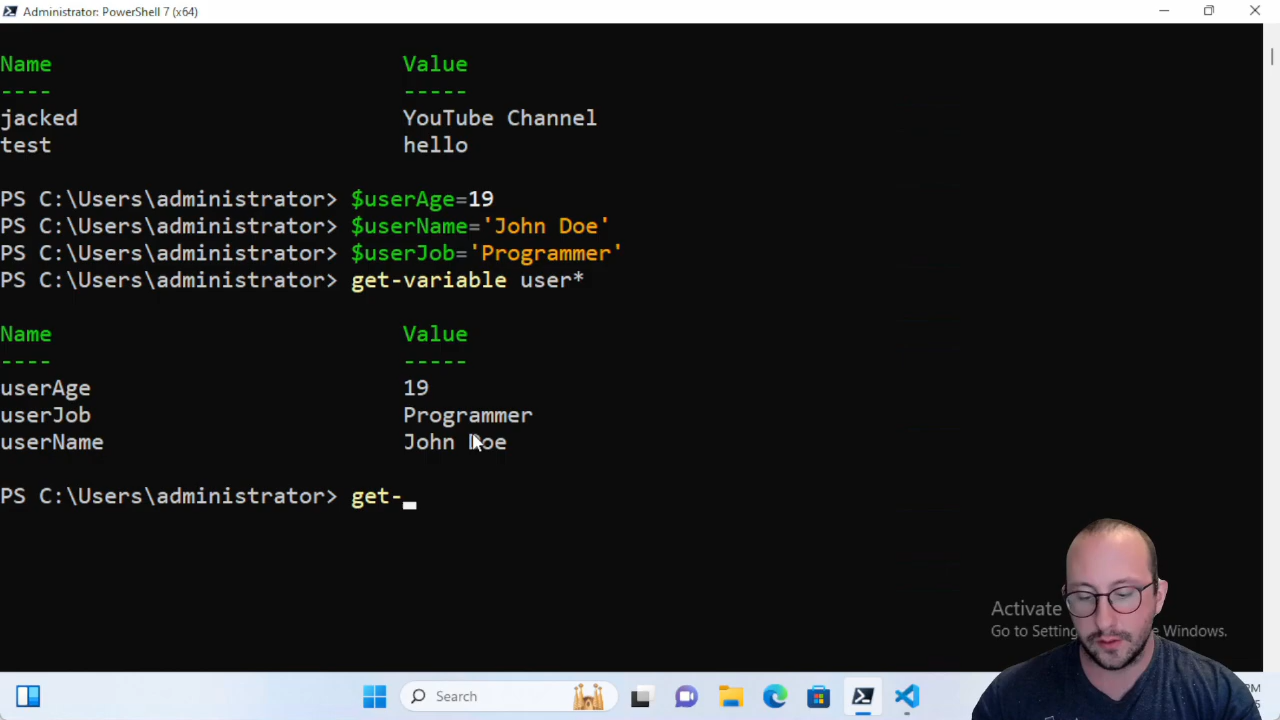 Administrator: PowerShell 7 (x64)
Name Value
---- -----
jacked YouTube Channel
test hello
PS C:\Users\administrator> $userAge=19
PS C:\Users\administrator> $userName='John Doe'
PS C:\Users\administrator> $userJob='Programmer'
PS C:\Users\administrator> get-variable user*
Name Value
---- -----
userAge 19
userJob Programmer
userName John Doe
PS C:\Users\administrator> get-_
Activate
Go to Setting e Windows.
Search